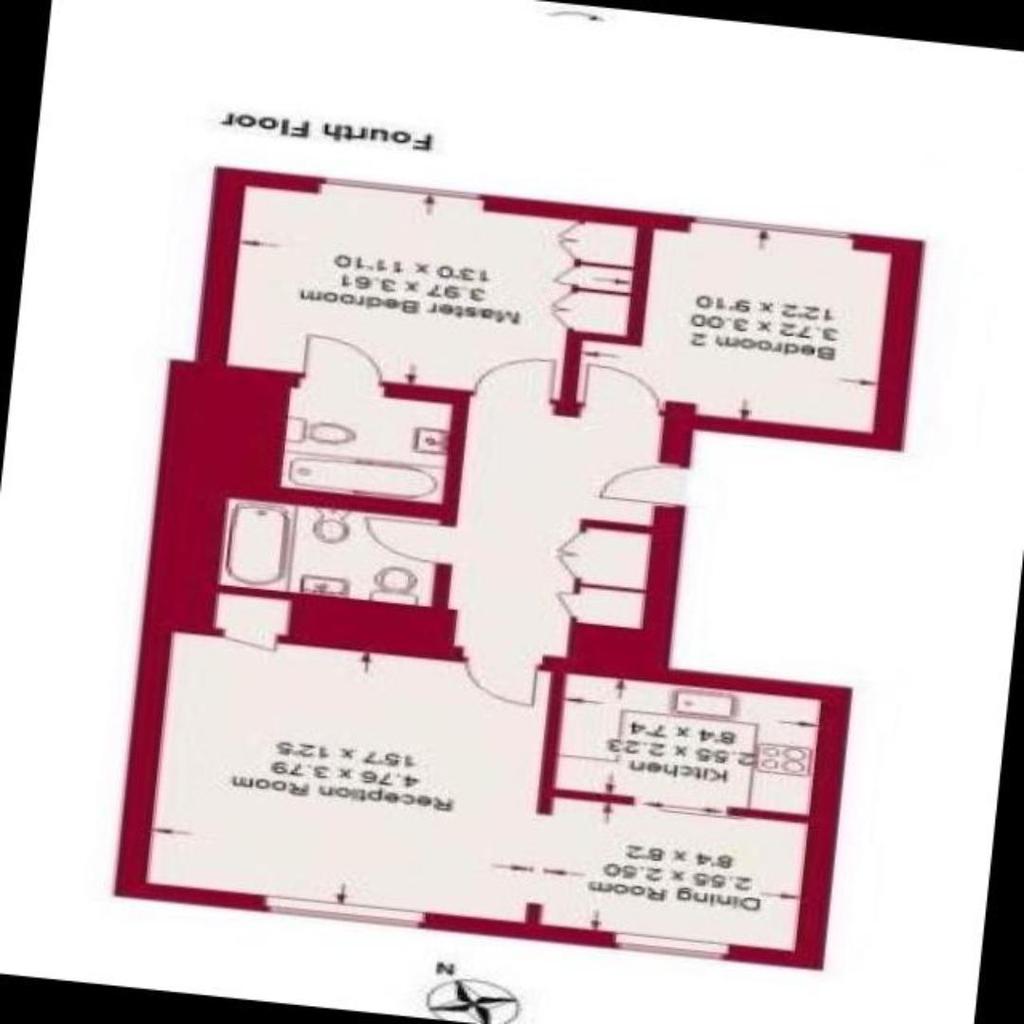 N
Dining Room
2.55 x 2.50
8'4 x 8'2
Kitchen
2.55 x 2.23
8'4 x 7'4
Reception Room
4.76 x 3.79
15'7 x 12'5
Bedroom 2
3.72 x 3.00
12'2 x 9'10
Master Bedroom
3.97 x 3.61
13'0 x 11'10
Fourth Floor